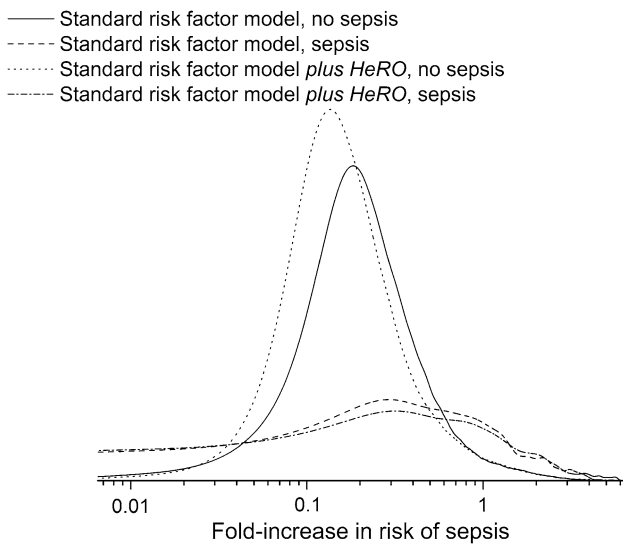 Standard risk factor model, no sepsis
Standard risk factor model, sepsis
Standard risk factor model plus HeRO, no sepsis
Standard risk factor model plus HeRO, sepsis
0.01 0.1 1
Fold-increase in risk of sepsis